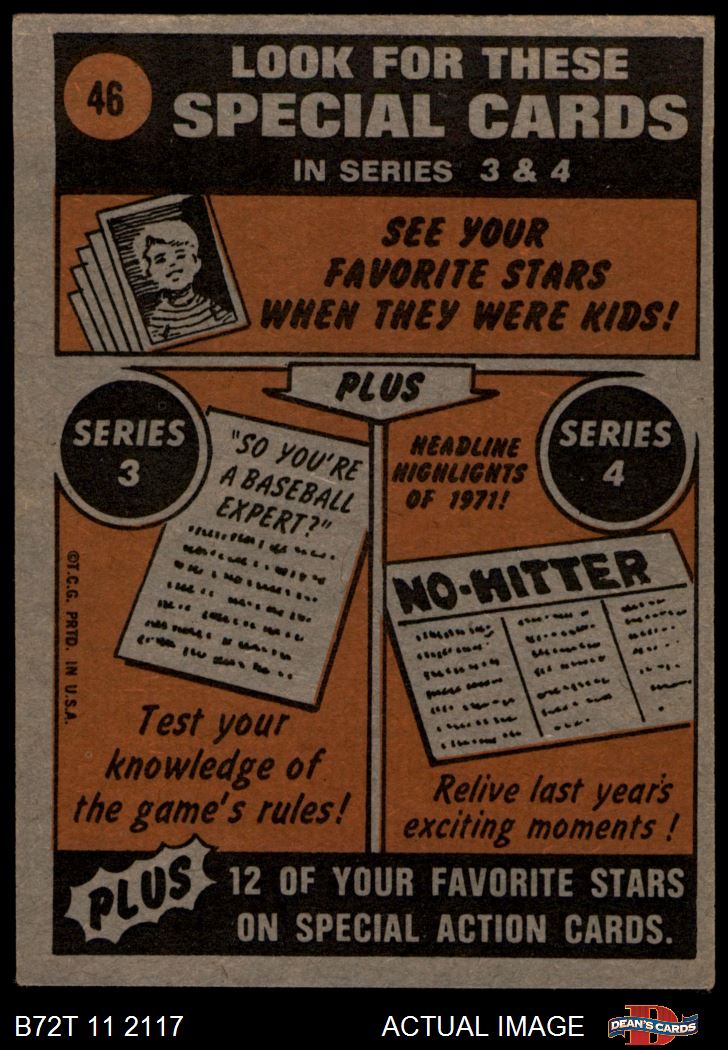 46
LOOK FOR THESE
SPECIAL CARDS
IN SERIES 3 & 4
SEE YOUR
FAVORITE STARS
WHEN THEY WERE KIDS!
PLUS
SERIES
3
"SO YOU'RE
A BASEBALL
EXPERT?"
Test your
knowledge of
the game's rules!
SERIES
4
HEADLINE
HIGHLIGHTS
OF 1971!
NO-HITTER
Relive last year's
exciting moments!
©T.C.G. PRTD. IN U.S.A.
PLUS
12 OF YOUR FAVORITE STARS
ON SPECIAL ACTION CARDS.
B72T 11 2117
ACTUAL IMAGE
D
DEAN'S CARDS